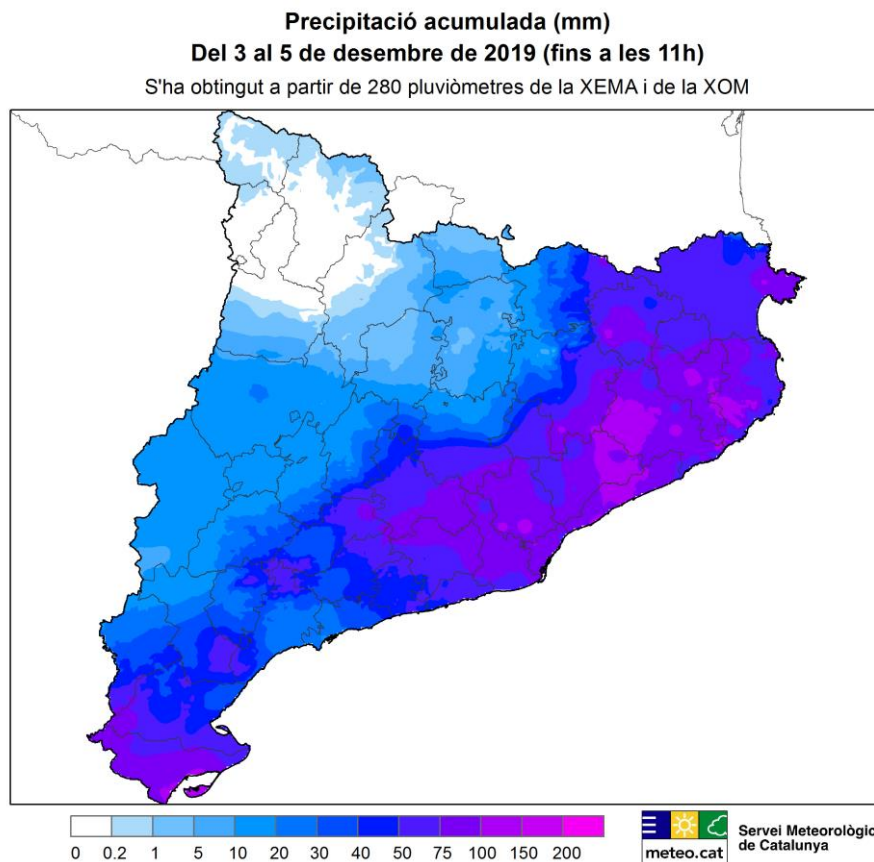 Precipitació acumulada (mm)
Del 3 al 5 de desembre de 2019 (fins a les 11h)
S'ha obtingut a partir de 280 pluviòmetres de la XEMA i de la XOM
0 0.2 1 5 10 20 30 40 50 75 100 150 200
meteo.cat
Servei Meteorològic
de Catalunya